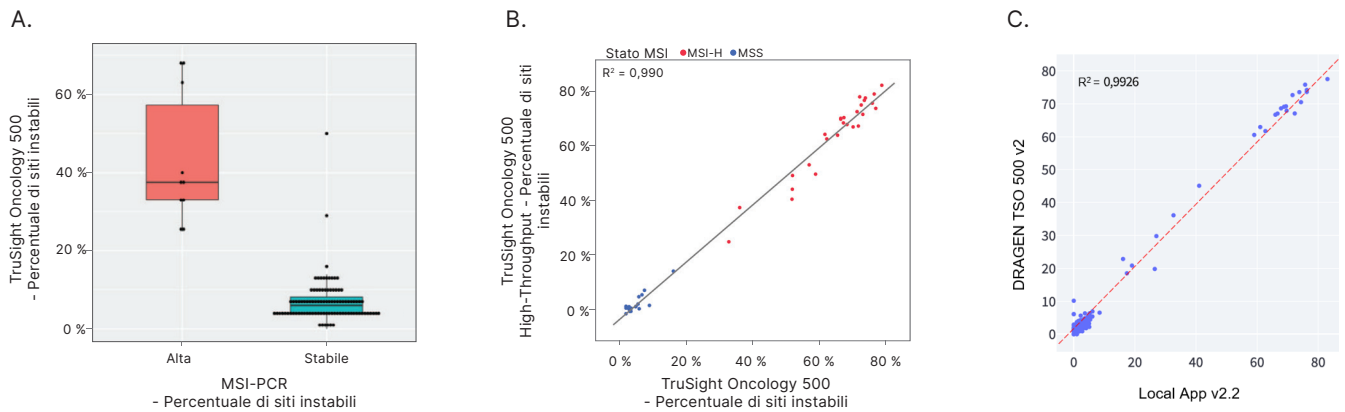 A.
TruSight Oncology 500
- Percentuale di siti instabili
60 %
40 %
20 %
0 %
Alta
Stabile
MSI-PCR
- Percentuale di siti instabili
B.
Stato MSI MSI-H MSS
R² = 0,990
TruSight Oncology 500
High-Throughput - Percentuale di siti
instabili
80 %
60 %
40 %
20 %
0 %
0 %
20 %
40 %
60 %
80 %
TruSight Oncology 500
- Percentuale di siti instabili
C.
R² = 0,9926
DRAGEN TSO 500 v2
80
70
60
50
40
30
20
10
0
0
20
40
60
80
Local App v2.2